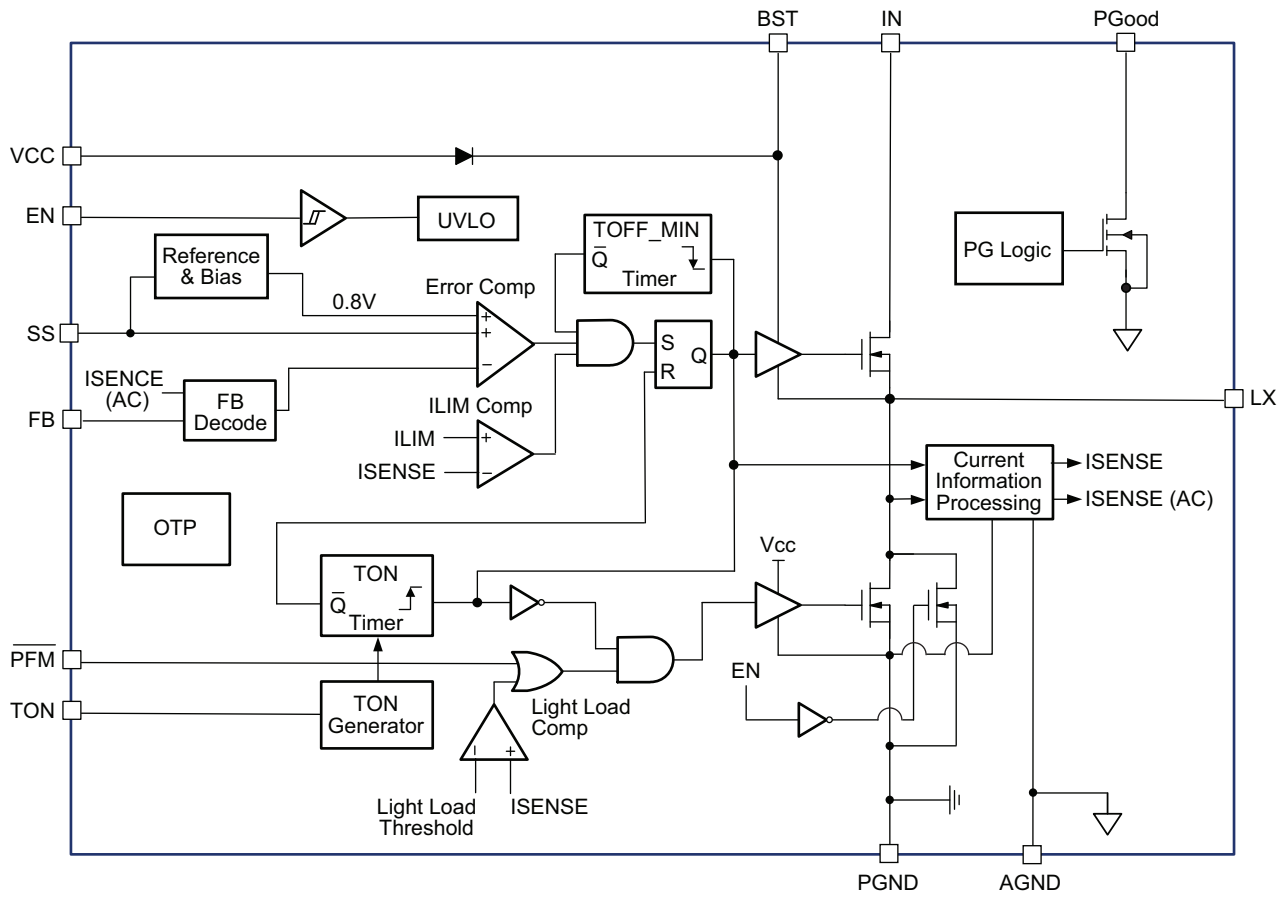 BST
IN
PGood
VCC
EN
UVLO
TOFF_MIN
Q̅
Timer
PG Logic
Reference
& Bias
0.8V
Error Comp
+
+
−
SS
S
R
Q
ISENCE
(AC)
FB
Decode
FB
LX
ILIM Comp
ILIM
+
ISENSE
−
Current
Information
Processing
ISENSE
ISENSE (AC)
OTP
Vcc
TON
Q̅
Timer
P̅F̅M̅
EN
TON
TON
Generator
Light Load
Comp
−
+
Light Load
Threshold
ISENSE
PGND
AGND